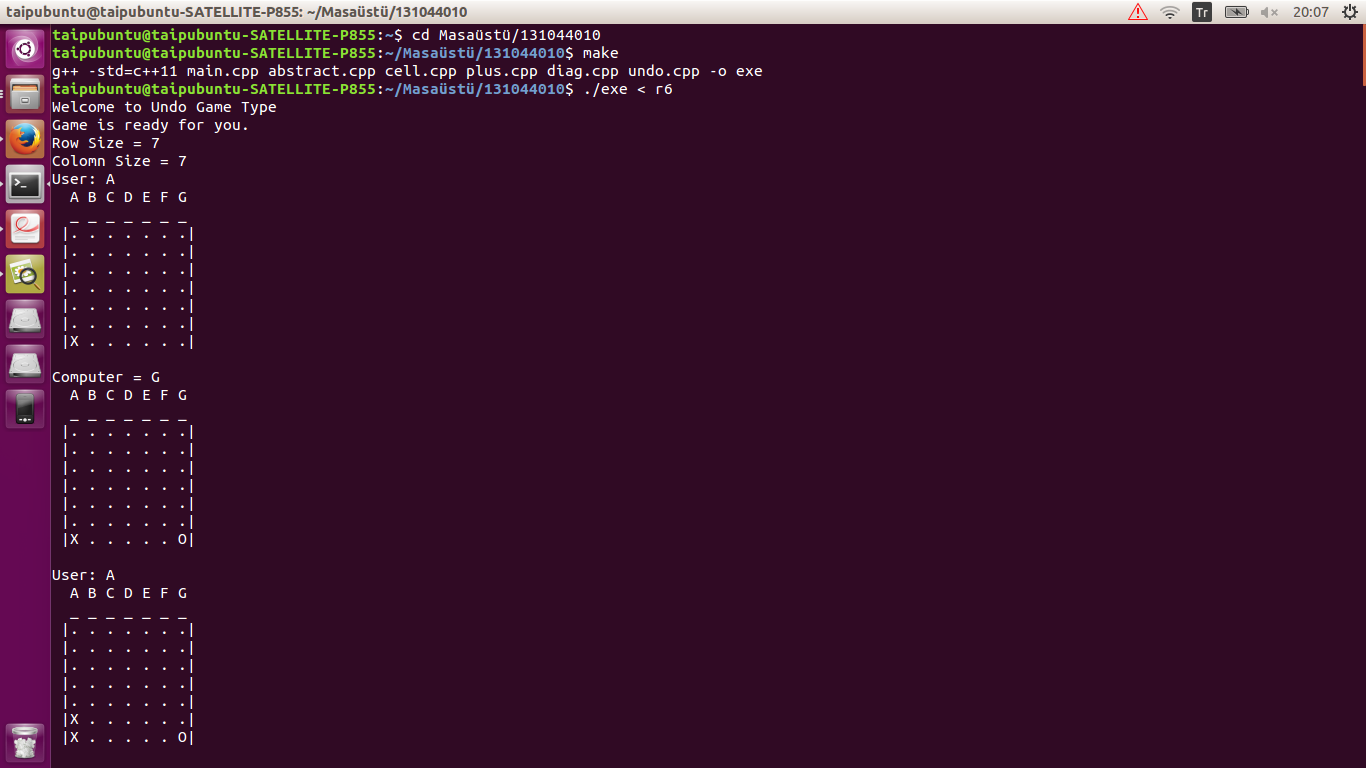 taipubuntu@taipubuntu-SATELLITE-P855: ~/Masaüstü/131044010
Tr
20:07
taipubuntu@taipubuntu-SATELLITE-P855:~$ cd Masaüstü/131044010
taipubuntu@taipubuntu-SATELLITE-P855:~/Masaüstü/131044010$ make
g++ -std=c++11 main.cpp abstract.cpp cell.cpp plus.cpp diag.cpp undo.cpp -o exe
taipubuntu@taipubuntu-SATELLITE-P855:~/Masaüstü/131044010$ ./exe < r6
Welcome to Undo Game Type
Game is ready for you.
Row Size = 7
Colomn Size = 7
User: A
  A B C D E F G
  _ _ _ _ _ _ _
 |. . . . . . .|
 |. . . . . . .|
 |. . . . . . .|
 |. . . . . . .|
 |. . . . . . .|
 |. . . . . . .|
 |X . . . . . .|
Computer = G
  A B C D E F G
  _ _ _ _ _ _ _
 |. . . . . . .|
 |. . . . . . .|
 |. . . . . . .|
 |. . . . . . .|
 |. . . . . . .|
 |. . . . . . .|
 |X . . . . . O|
User: A
  A B C D E F G
  _ _ _ _ _ _ _
 |. . . . . . .|
 |. . . . . . .|
 |. . . . . . .|
 |. . . . . . .|
 |. . . . . . .|
 |X . . . . . .|
 |X . . . . . O|